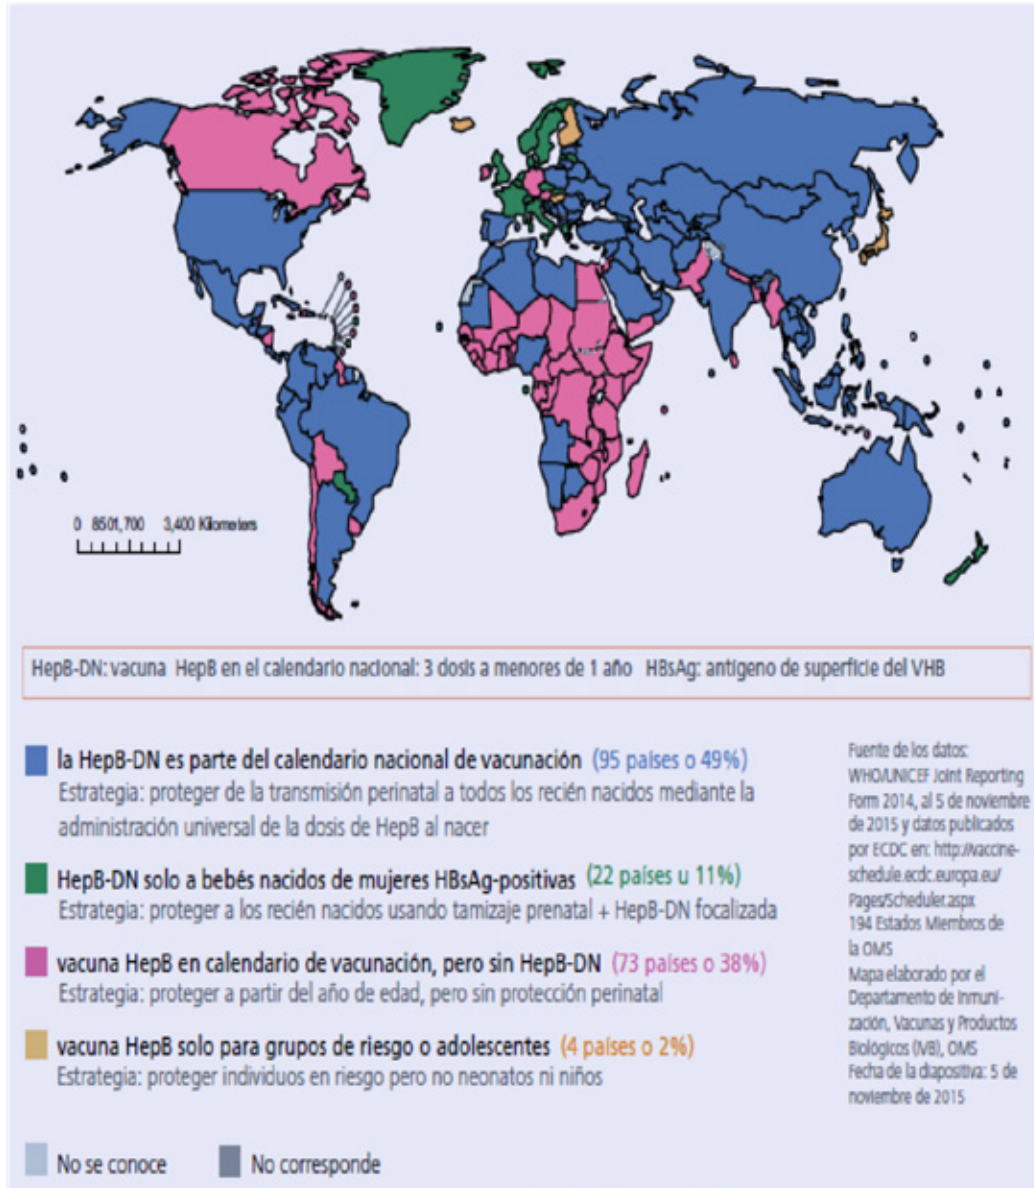 0 8501,700 3,400 Kilometers
HepB-DN: vacuna HepB en el calendario nacional: 3 dosis a menores de 1 año HBsAg: antígeno de superficie del VHB
la HepB-DN es parte del calendario nacional de vacunación (95 países o 49%)
Estrategia: proteger de la transmisión perinatal a todos los recién nacidos mediante la
administración universal de la dosis de HepB al nacer
HepB-DN solo a bebés nacidos de mujeres HBsAg-positivas (22 países u 11%)
Estrategia: proteger a los recién nacidos usando tamizaje prenatal + HepB-DN focalizada
vacuna HepB en calendario de vacunación, pero sin HepB-DN (73 países o 38%)
Estrategia: proteger a partir del año de edad, pero sin protección perinatal
vacuna HepB solo para grupos de riesgo o adolescentes (4 países o 2%)
Estrategia: proteger individuos en riesgo pero no neonatos ni niños
No se conoce
No corresponde
Fuente de los datos:
WHO/UNICEF Joint Reporting
Form 2014, al 5 de noviembre
de 2015 y datos publicados
por ECDC en: http://vaccine-
schedule.ecdc.europa.eu/
Pages/Scheduler.aspx
194 Estados Miembros de
la OMS
Mapa elaborado por el
Departamento de Inmuni-
zación, Vacunas y Productos
Biológicos (IVB), OMS
Fecha de la diapositiva: 5 de
noviembre de 2015